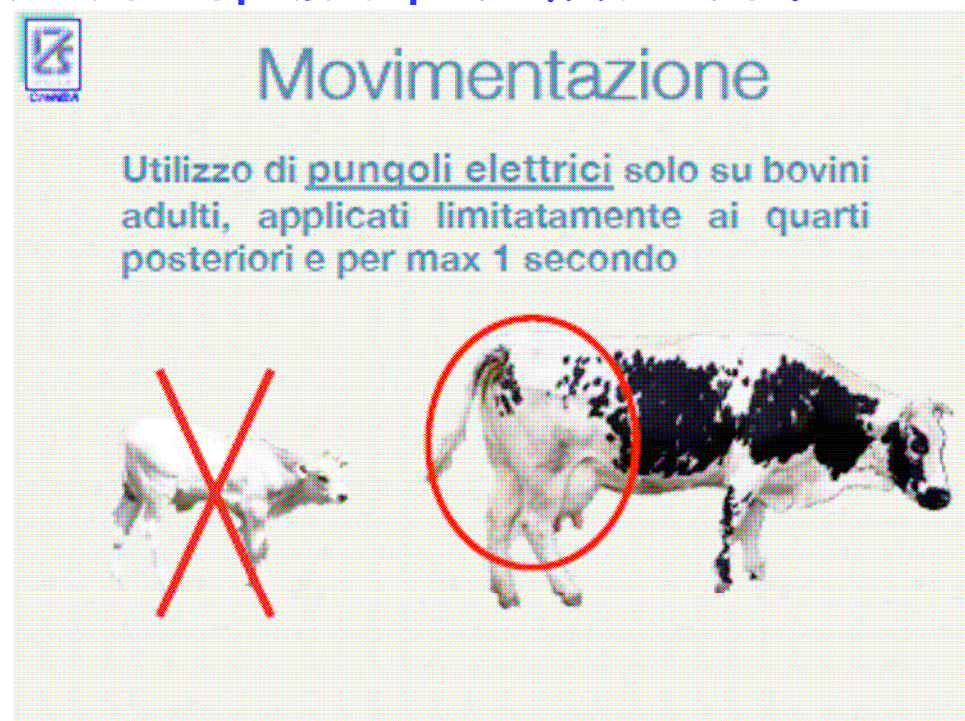 Movimentazione
Utilizzo di pungoli elettrici solo su bovini
adulti, applicati limitatamente ai quarti
posteriori e per max 1 secondo